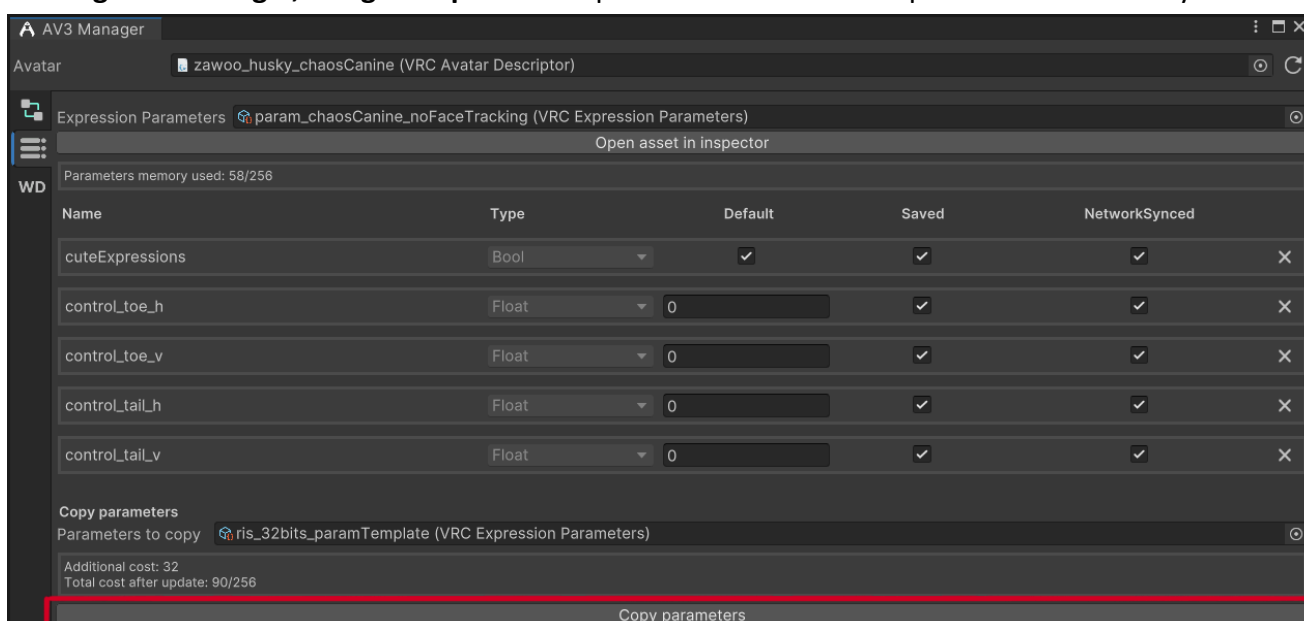 AV3 Manager
Avatar zawoo_husky_chaosCanine (VRC Avatar Descriptor)
Expression Parameters param_chaosCanine_noFaceTracking (VRC Expression Parameters)
Open asset in inspector
WD
Parameters memory used: 58/256
Name Type Default Saved NetworkSynced
cuteExpressions Bool
control_toe_h Float 0
control_toe_v Float 0
control_tail_h Float 0
control_tail_v Float 0
Copy parameters
Parameters to copy ris_32bits_paramTemplate (VRC Expression Parameters)
Additional cost: 32
Total cost after update: 90/256
Copy parameters